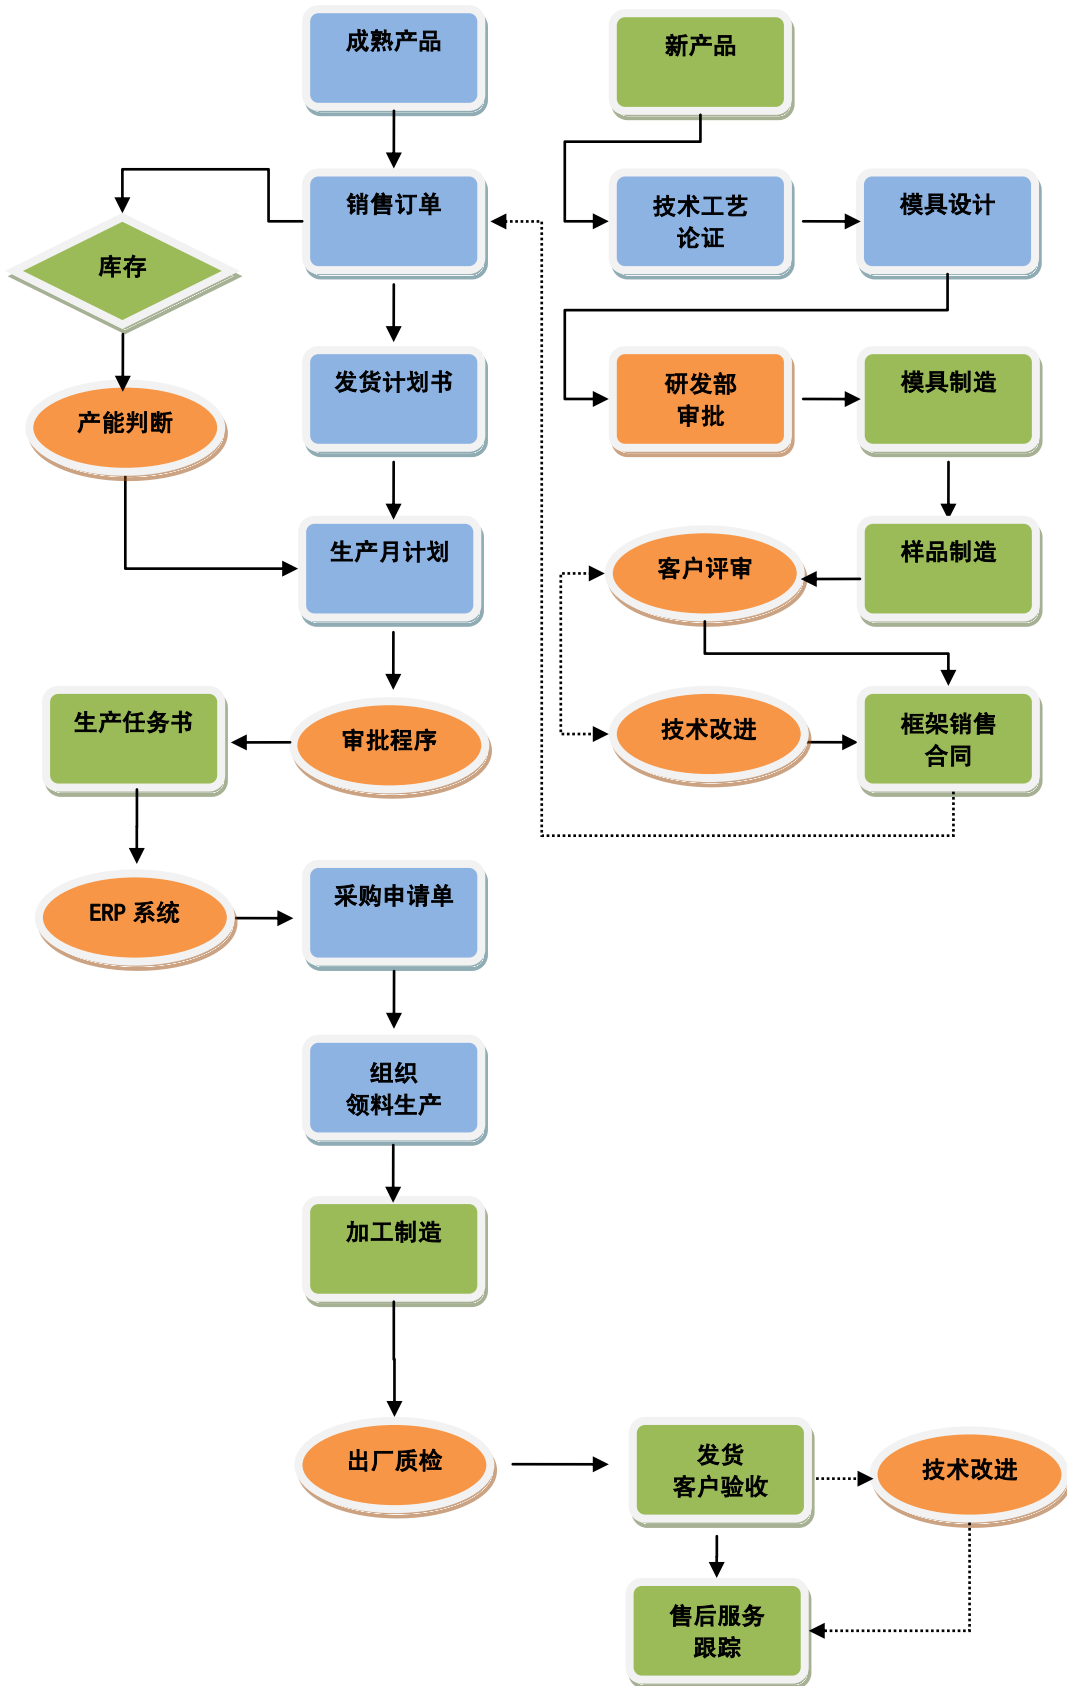 成熟产品
新产品
销售订单
技术工艺
论证
模具设计
库存
发货计划书
研发部
审批
模具制造
产能判断
生产月计划
客户评审
样品制造
生产任务书
审批程序
技术改进
框架销售
合同
ERP 系统
采购申请单
组织
领料生产
加工制造
出厂质检
发货
客户验收
技术改进
售后服务
跟踪